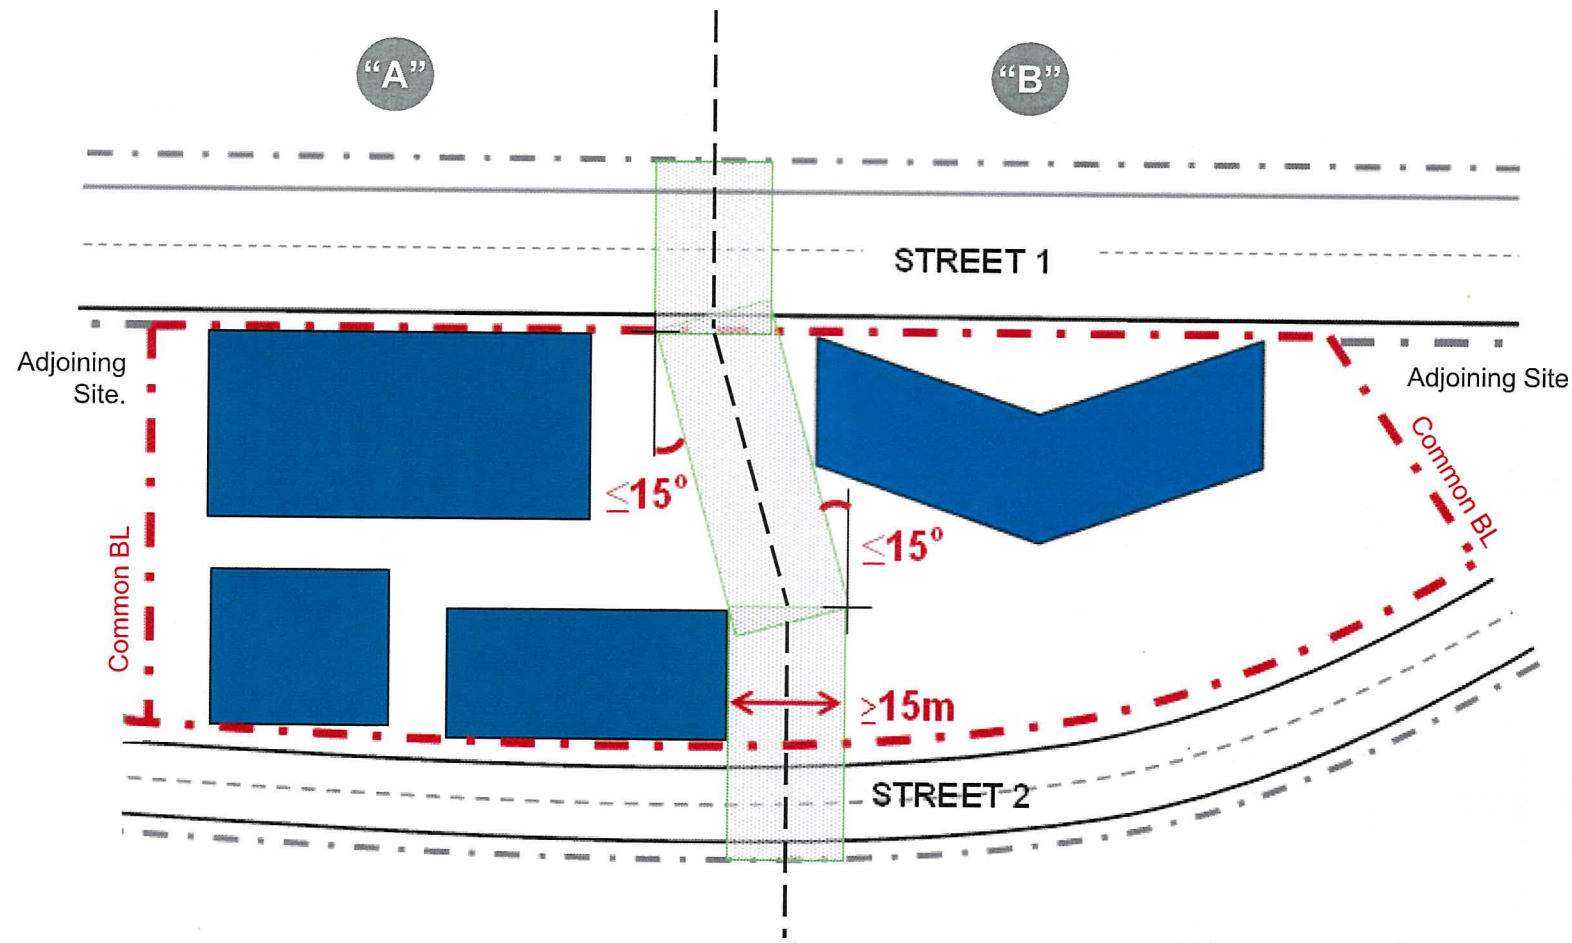 “A”
“B”
STREET 1
Adjoining
Site.
Adjoining Site
Common BL
≤15°
≤15°
Common BL
≥15m
STREET 2